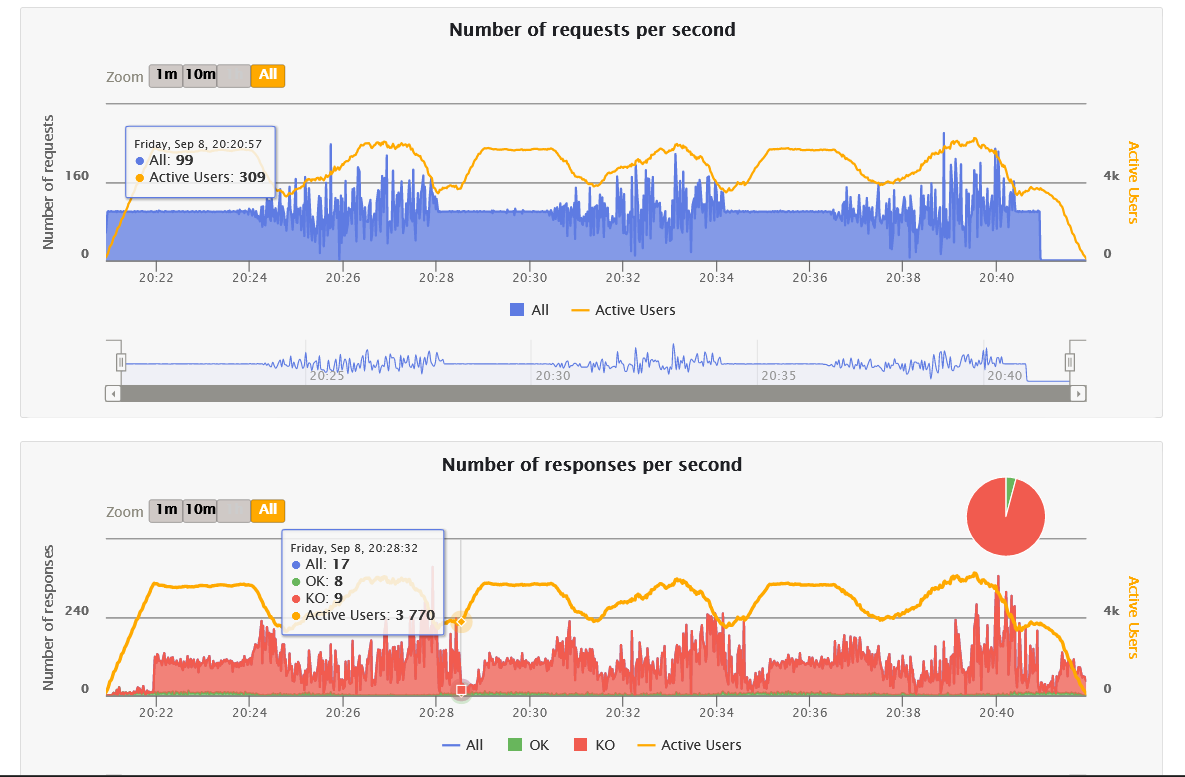 Number of requests per second
Zoom 1m 10m All
Friday, Sep 8, 20:20:57
All: 99
Active Users: 309
Number of requests
160
0
Active Users
4k
0
20:22 20:24 20:26 20:28 20:30 20:32 20:34 20:36 20:38 20:40
All Active Users
20:25 20:30 20:35 20:40
Number of responses per second
Zoom 1m 10m All
Friday, Sep 8, 20:28:32
All: 17
OK: 8
KO: 9
Active Users: 3 770
Number of responses
240
0
Active Users
4k
0
20:22 20:24 20:26 20:28 20:30 20:32 20:34 20:36 20:38 20:40
All OK KO Active Users